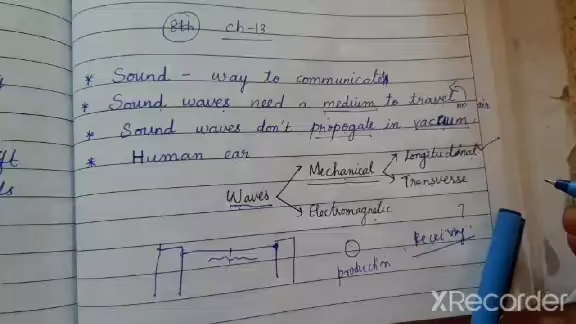 8th ch-13
* Sound - way to communicate
* Sound waves need a medium to travel
no air
* Sound waves don't propogate in vacuum.
* Human ear
Waves
Mechanical
Longitudinal
Transverse
Electromagnetic
production
Receiving
XRecorder